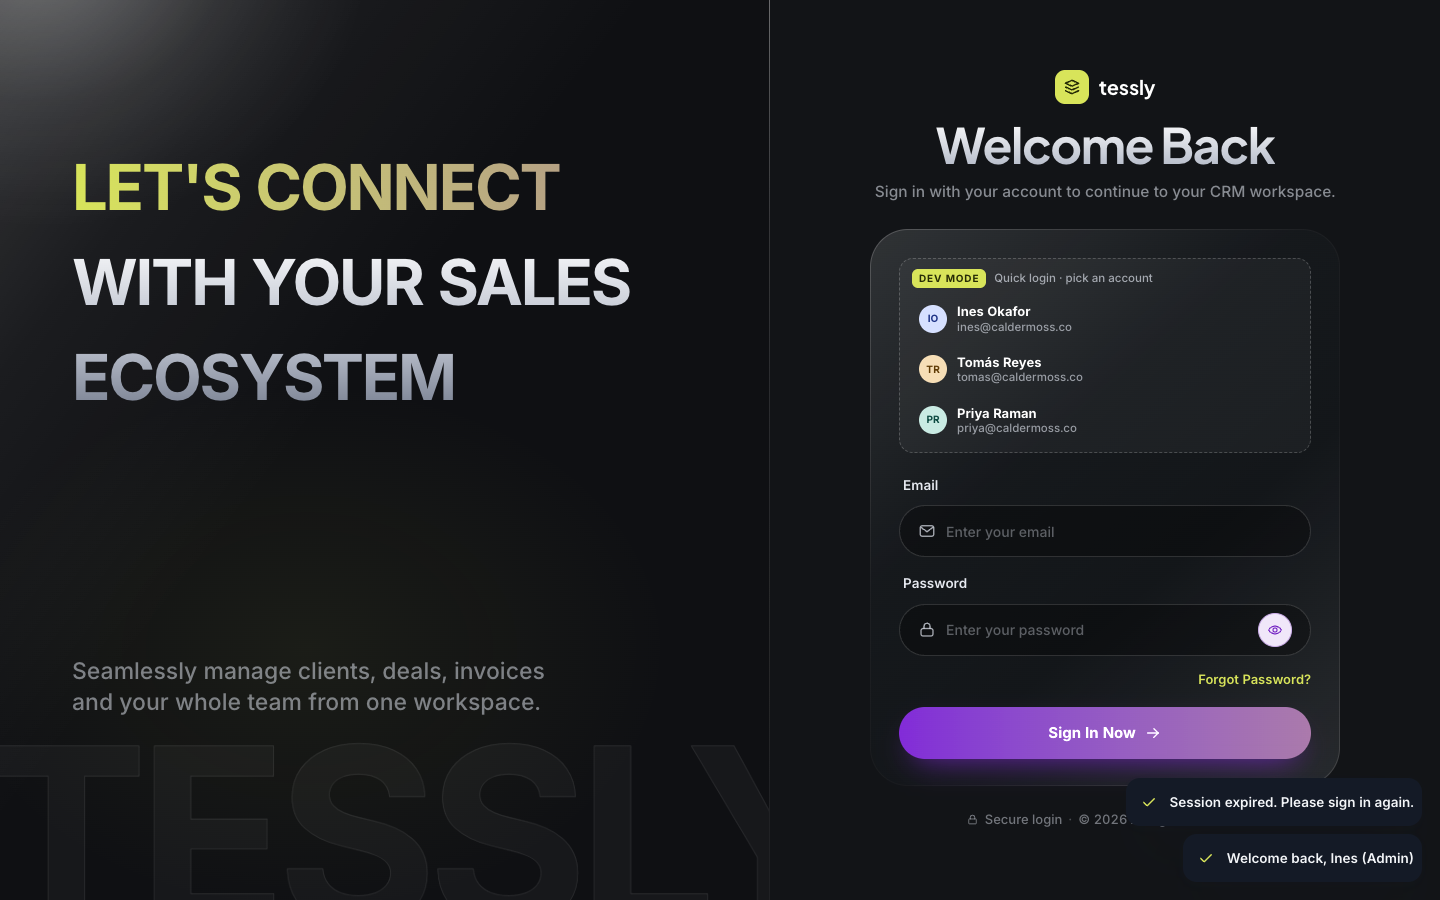 LET'S CONNECT
WITH YOUR SALES
ECOSYSTEM
Seamlessly manage clients, deals, invoices
and your whole team from one workspace.
TESSLY
tessly
Welcome Back
Sign in with your account to continue to your CRM workspace.
DEV MODE Quick login · pick an account
IO Ines Okafor
ines@caldermoss.co
TR Tomás Reyes
tomas@caldermoss.co
PR Priya Raman
priya@caldermoss.co
Email
Enter your email
Password
Enter your password
Forgot Password?
Sign In Now →
Secure login · © 2026
Session expired. Please sign in again.
Welcome back, Ines (Admin)